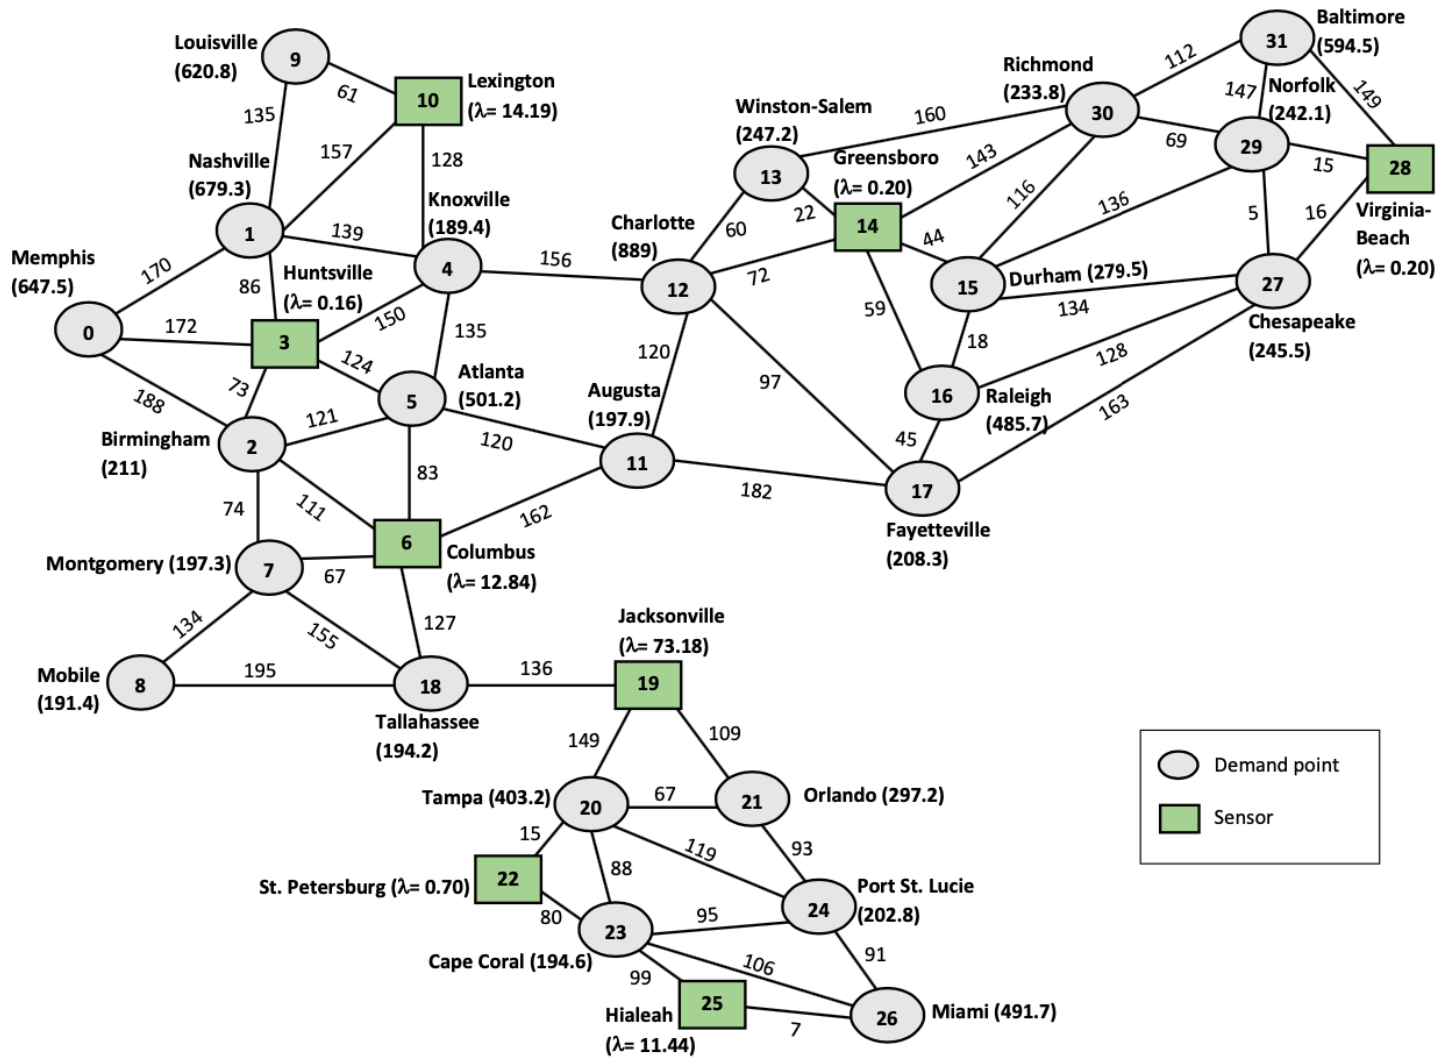 Louisville
(620.8)
9
61
10
Lexington
(λ= 14.19)
135
157
128
Nashville
(679.3)
1
139
Knoxville
(189.4)
4
Memphis
(647.5)
0
170
86
Huntsville
(λ= 0.16)
3
172
150
156
135
188
73
124
Birmingham
(211)
2
121
5
Atlanta
(501.2)
120
83
74
111
6
Columbus
(λ= 12.84)
162
Montgomery (197.3)
7
67
134
155
127
Mobile
(191.4)
8
195
18
Tallahassee
(194.2)
136
Jacksonville
(λ= 73.18)
19
149
109
Tampa (403.2)
20
67
21
Orlando (297.2)
15
88
119
93
St. Petersburg (λ= 0.70)
22
80
23
Cape Coral (194.6)
95
24
Port St. Lucie
(202.8)
99
106
91
Hialeah
(λ= 11.44)
25
7
26
Miami (491.7)
Charlotte
(889)
12
60
72
120
97
Augusta
(197.9)
11
182
Winston-Salem
(247.2)
13
22
160
Greensboro
(λ= 0.20)
14
143
44
59
15
Durham (279.5)
116
136
134
18
16
Raleigh
(485.7)
128
45
163
17
Fayetteville
(208.3)
Richmond
(233.8)
30
112
69
31
Baltimore
(594.5)
147
149
Norfolk
(242.1)
29
15
28
Virginia-
Beach
(λ= 0.20)
5
16
27
Chesapeake
(245.5)
Demand point
Sensor